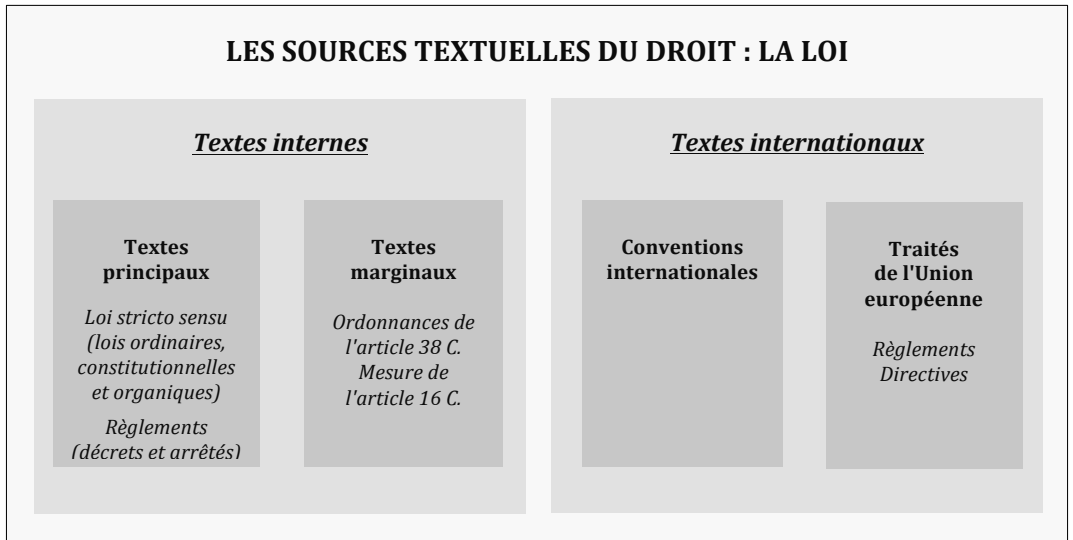 LES SOURCES TEXTUELLES DU DROIT : LA LOI
Textes internes
Textes
principaux
Loi stricto sensu
(lois ordinaires,
constitutionnelles
et organiques)
Règlements
(décrets et arrêtés)
Textes
marginaux
Ordonnances de
l'article 38 C.
Mesure de
l'article 16 C.
Textes internationaux
Conventions
internationales
Traités
de l'Union
européenne
Règlements
Directives